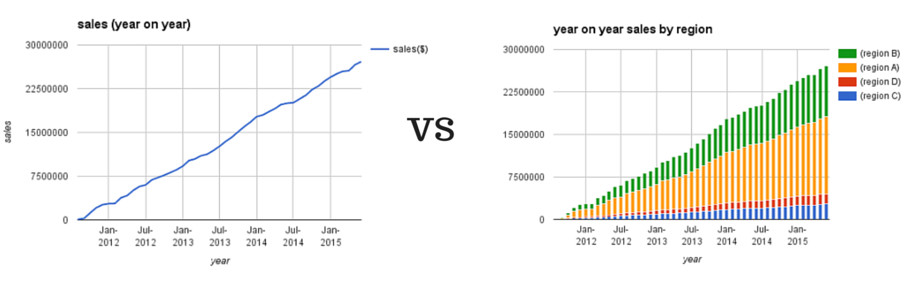 sales (year on year)
30000000
22500000
15000000
7500000
0
sales
Jan-
2012
Jul-
2012
Jan-
2013
Jul-
2013
Jan-
2014
Jul-
2014
Jan-
2015
year
sales($)
vs
year on year sales by region
30000000
22500000
15000000
7500000
0
Jan-
2012
Jul-
2012
Jan-
2013
Jul-
2013
Jan-
2014
Jul-
2014
Jan-
2015
year
(region B)
(region A)
(region D)
(region C)